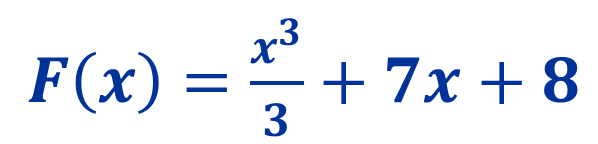 F(x) = x³/3 + 7x + 8